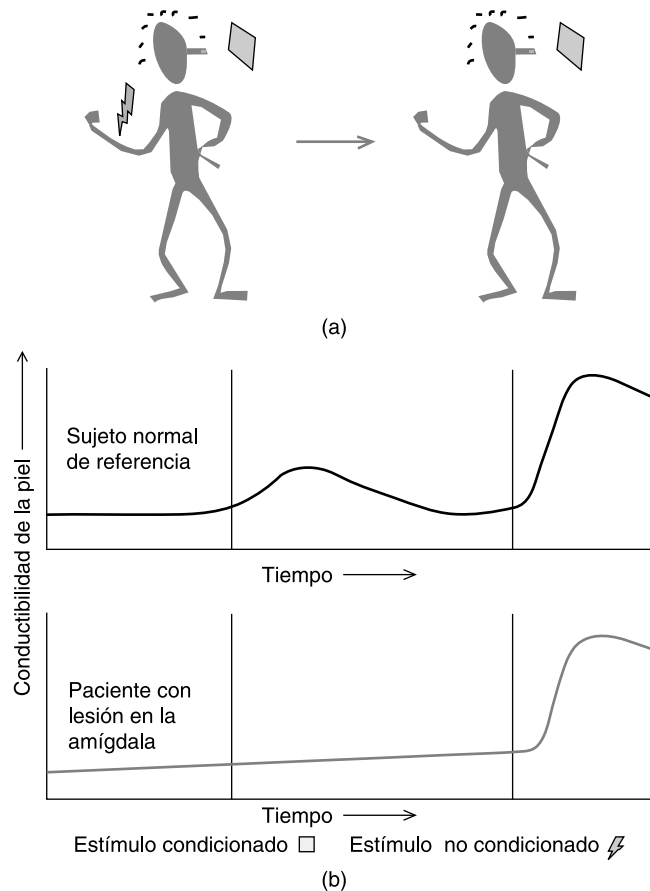 (a)
Conductibilidad de la piel
Sujeto normal
de referencia
Tiempo
Paciente con
lesión en la
amígdala
Tiempo
Estímulo condicionado Estímulo no condicionado
(b)